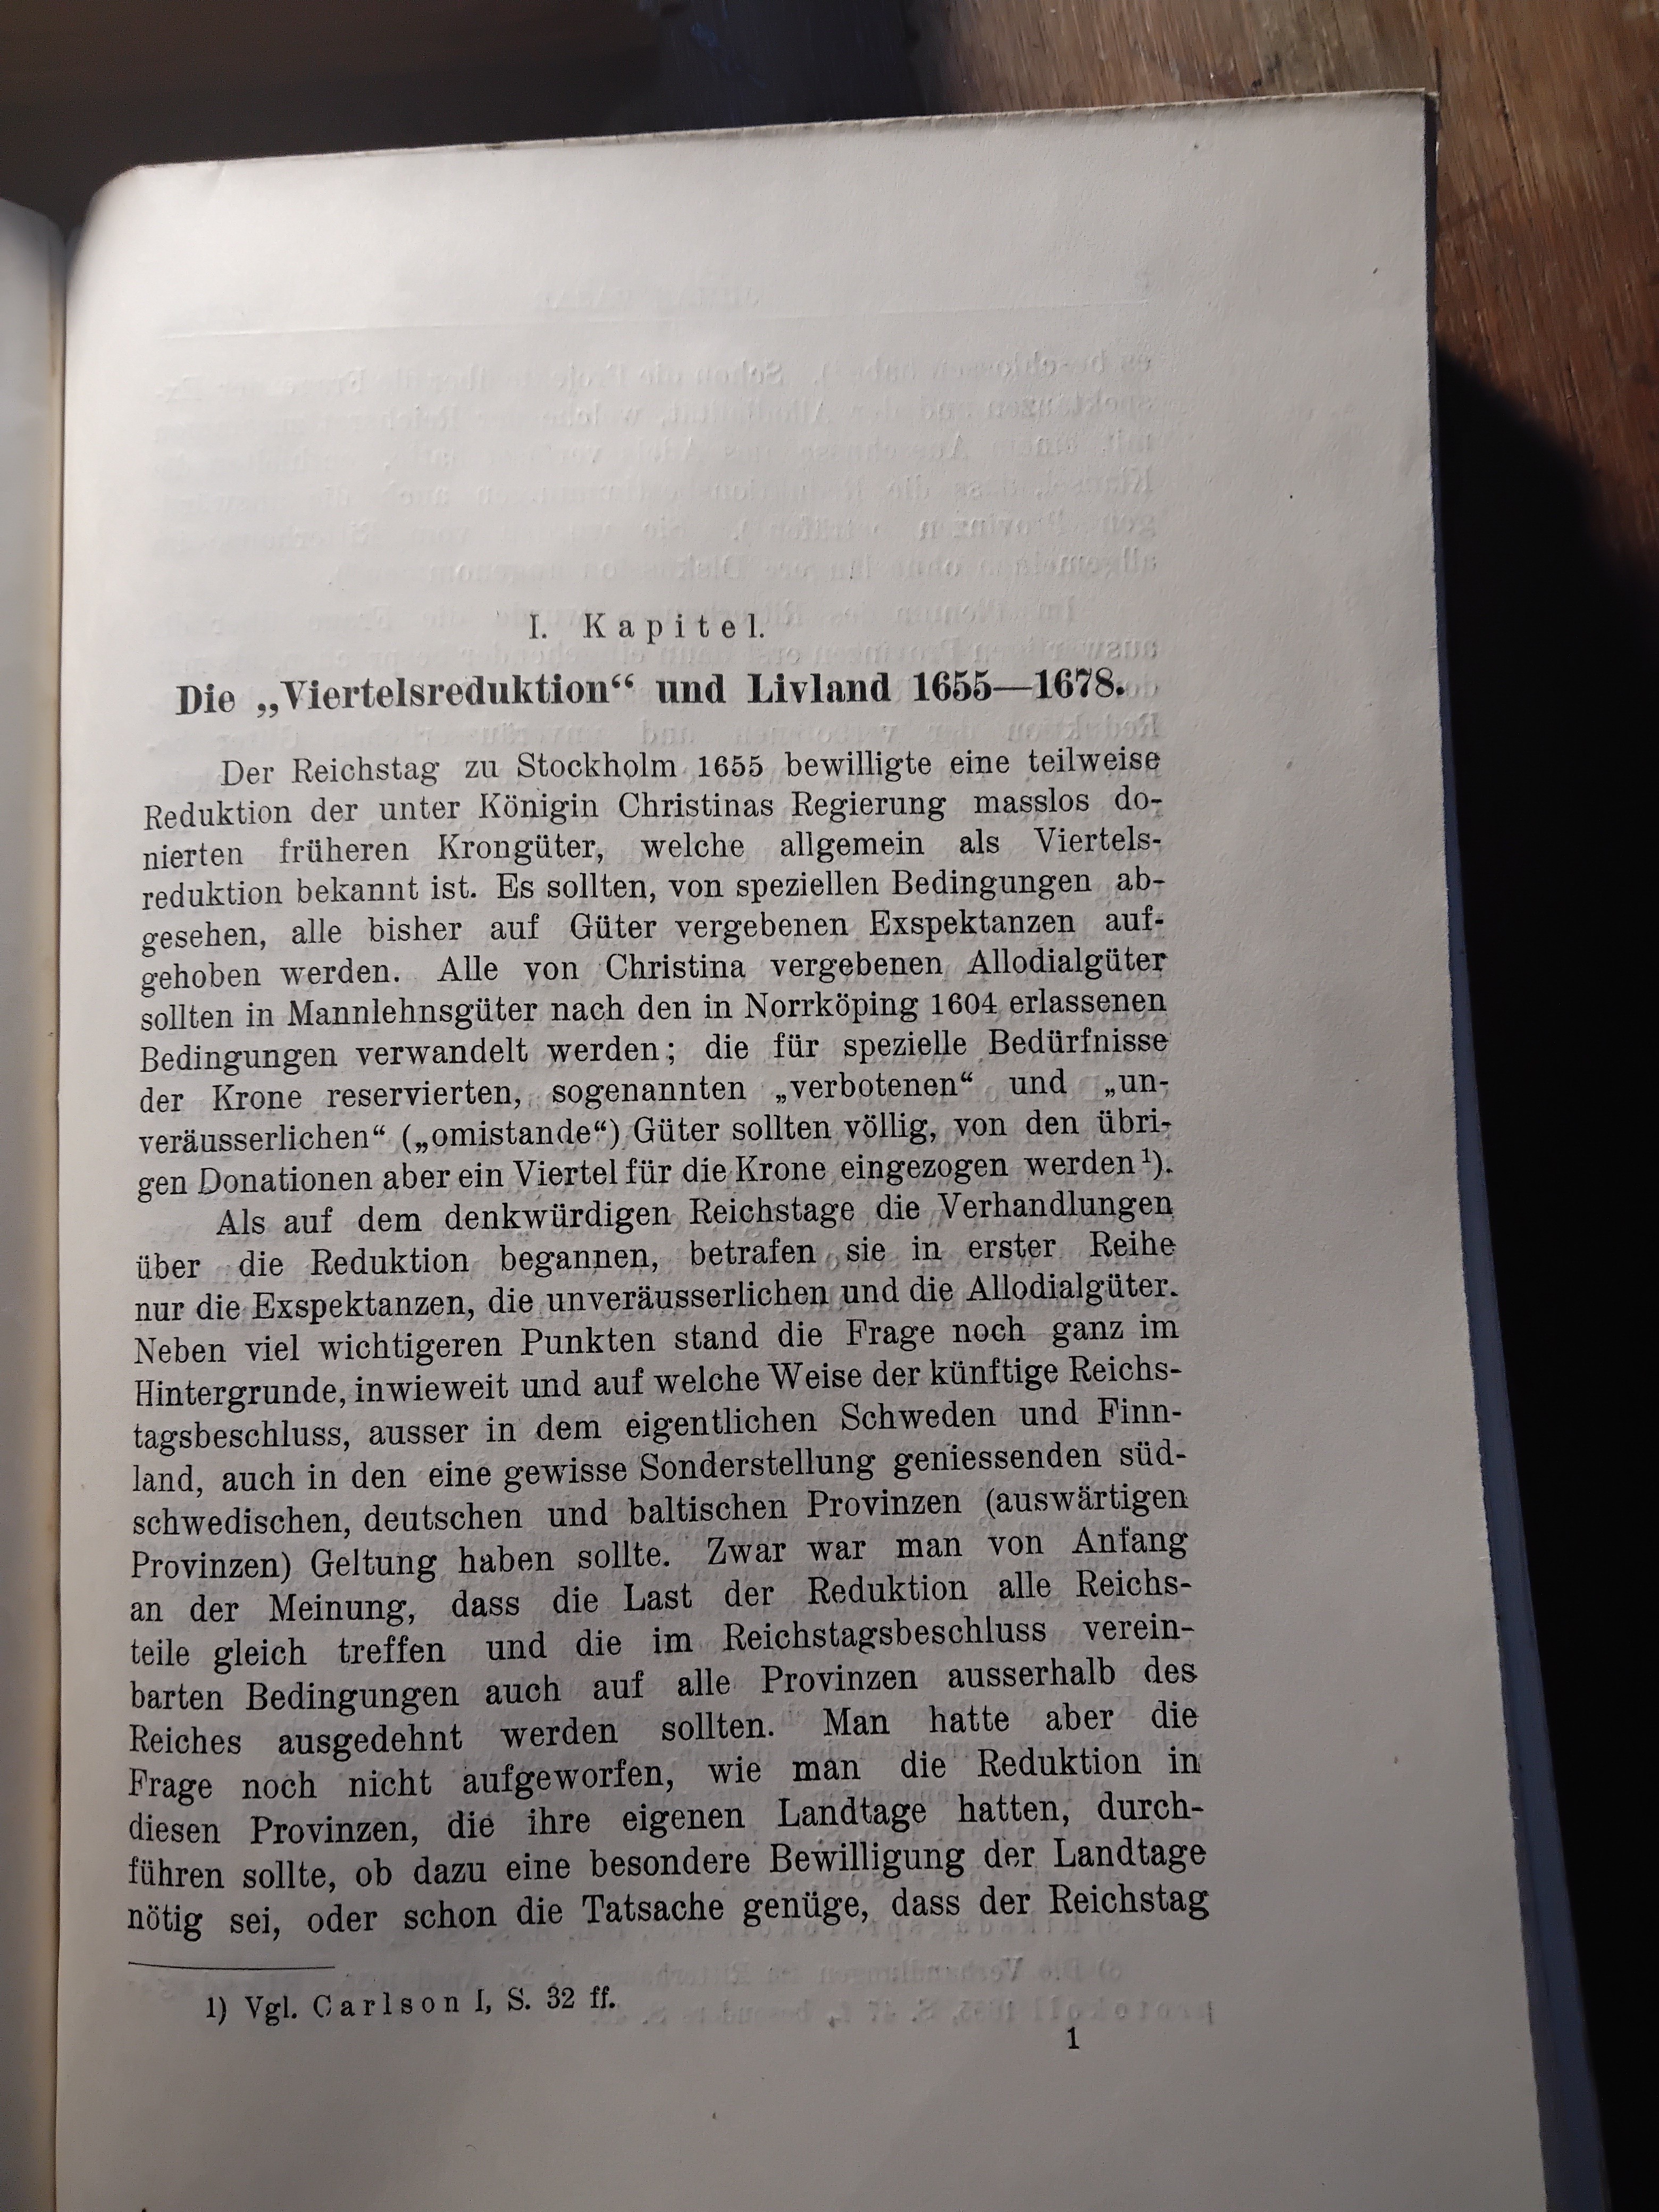 I. Kapitel.
Die „Viertelsreduktion“ und Livland 1655—1678.
Der Reichstag zu Stockholm 1655 bewilligte eine teilweise
Reduktion der unter Königin Christinas Regierung masslos do-
nierten früheren Krongüter, welche allgemein als Viertels-
reduktion bekannt ist. Es sollten, von speziellen Bedingungen ab-
gesehen, alle bisher auf Güter vergebenen Exspektanzen auf-
gehoben werden. Alle von Christina vergebenen Allodialgüter
sollten in Mannlehnsgüter nach den in Norrköping 1604 erlassenen
Bedingungen verwandelt werden; die für spezielle Bedürfnisse
der Krone reservierten, sogenannten „verbotenen“ und „un-
veräusserlichen“ („omistande“) Güter sollten völlig, von den übri-
gen Donationen aber ein Viertel für die Krone eingezogen werden¹).
Als auf dem denkwürdigen Reichstage die Verhandlungen
über die Reduktion begannen, betrafen sie in erster Reihe
nur die Exspektanzen, die unveräusserlichen und die Allodialgüter.
Neben viel wichtigeren Punkten stand die Frage noch ganz im
Hintergrunde, inwieweit und auf welche Weise der künftige Reichs-
tagsbeschluss, ausser in dem eigentlichen Schweden und Finn-
land, auch in den eine gewisse Sonderstellung geniessenden süd-
schwedischen, deutschen und baltischen Provinzen (auswärtigen
Provinzen) Geltung haben sollte. Zwar war man von Anfang
an der Meinung, dass die Last der Reduktion alle Reichs-
teile gleich treffen und die im Reichstagsbeschluss verein-
barten Bedingungen auch auf alle Provinzen ausserhalb des
Reiches ausgedehnt werden sollten. Man hatte aber die
Frage noch nicht aufgeworfen, wie man die Reduktion in
diesen Provinzen, die ihre eigenen Landtage hatten, durch-
führen sollte, ob dazu eine besondere Bewilligung der Landtage
nötig sei, oder schon die Tatsache genüge, dass der Reichstag
1) Vgl. Carlson I, S. 32 ff.
1